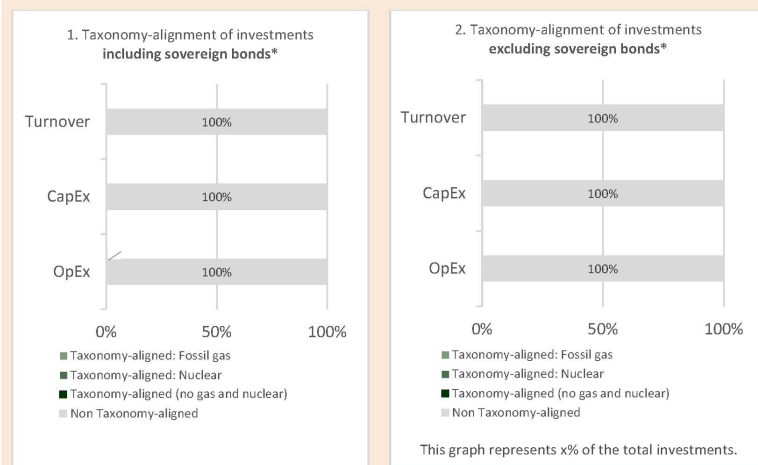 1. Taxonomy-alignment of investments
including sovereign bonds*
Turnover
100%
CapEx
100%
OpEx
100%
0%
50%
100%
Taxonomy-aligned: Fossil gas
Taxonomy-aligned: Nuclear
Taxonomy-aligned (no gas and nuclear)
Non Taxonomy-aligned
2. Taxonomy-alignment of investments
excluding sovereign bonds*
Turnover
100%
CapEx
100%
OpEx
100%
0%
50%
100%
Taxonomy-aligned: Fossil gas
Taxonomy-aligned: Nuclear
Taxonomy-aligned (no gas and nuclear)
Non Taxonomy-aligned
This graph represents x% of the total investments.